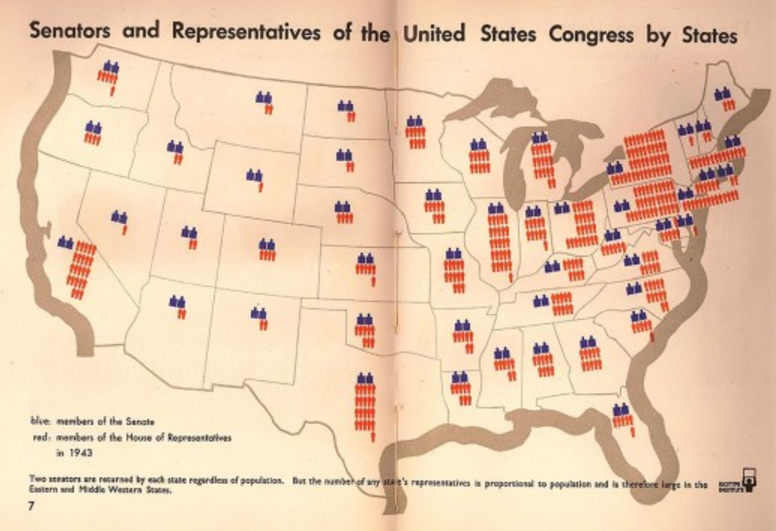 Senators and Representatives of the United States Congress by States
blue: members of the Senate
red: members of the House of Representatives
in 1943
Two senators are returned by each state regardless of population. But the number of any state's representatives is proportional to population and is therefore large in the
Eastern and Middle Western States.
ISOTYPE
INSTITUTE
7